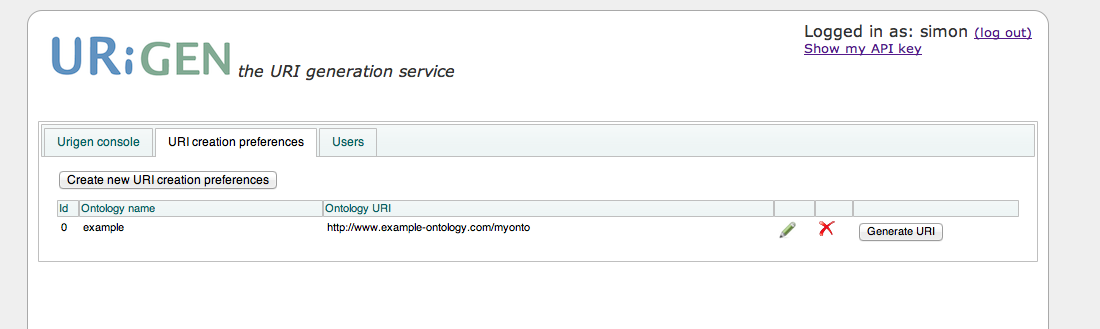 Logged in as: simon (log out)
Show my API key
URiGEN the URI generation service
Urigen console URI creation preferences Users
Create new URI creation preferences
Id Ontology name Ontology URI
0 example http://www.example-ontology.com/myonto Generate URI